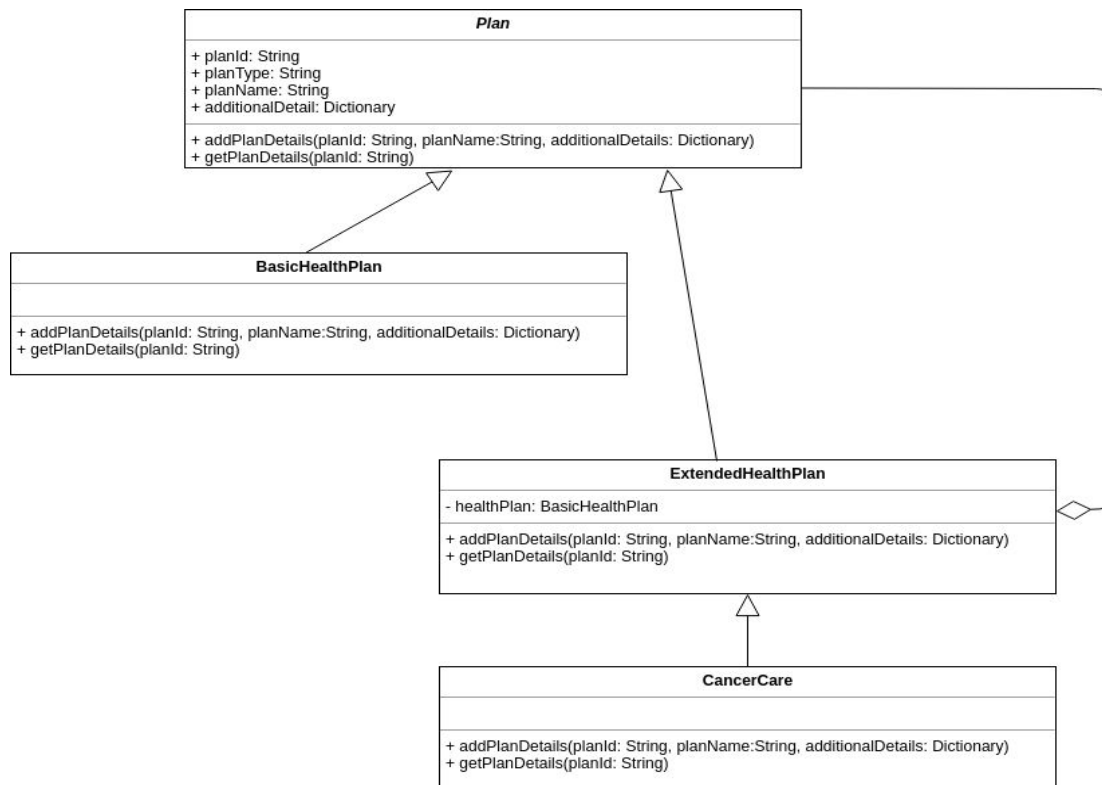 Plan
+ planId: String
+ planType: String
+ planName: String
+ additionalDetail: Dictionary
+ addPlanDetails(planId: String, planName:String, additionalDetails: Dictionary)
+ getPlanDetails(planId: String)
BasicHealthPlan
+ addPlanDetails(planId: String, planName:String, additionalDetails: Dictionary)
+ getPlanDetails(planId: String)
ExtendedHealthPlan
- healthPlan: BasicHealthPlan
+ addPlanDetails(planId: String, planName:String, additionalDetails: Dictionary)
+ getPlanDetails(planId: String)
CancerCare
+ addPlanDetails(planId: String, planName:String, additionalDetails: Dictionary)
+ getPlanDetails(planId: String)